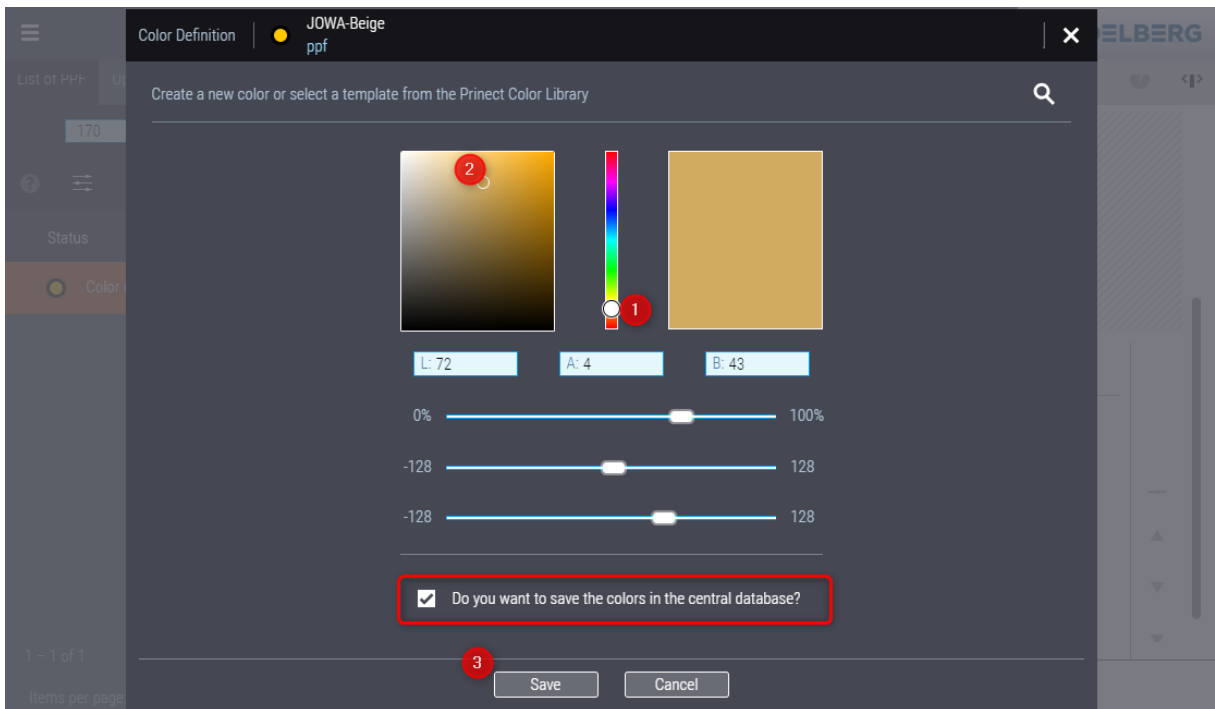 Color Definition
JOWA-Beige
ppf
ELBERG
List of PPF
Create a new color or select a template from the Prinect Color Library
170
2
Status
Color
1
L: 72
A: 4
B: 43
0%
100%
-128
128
-128
128
Do you want to save the colors in the central database?
1 – 1 of 1
3
Items per page
Save
Cancel